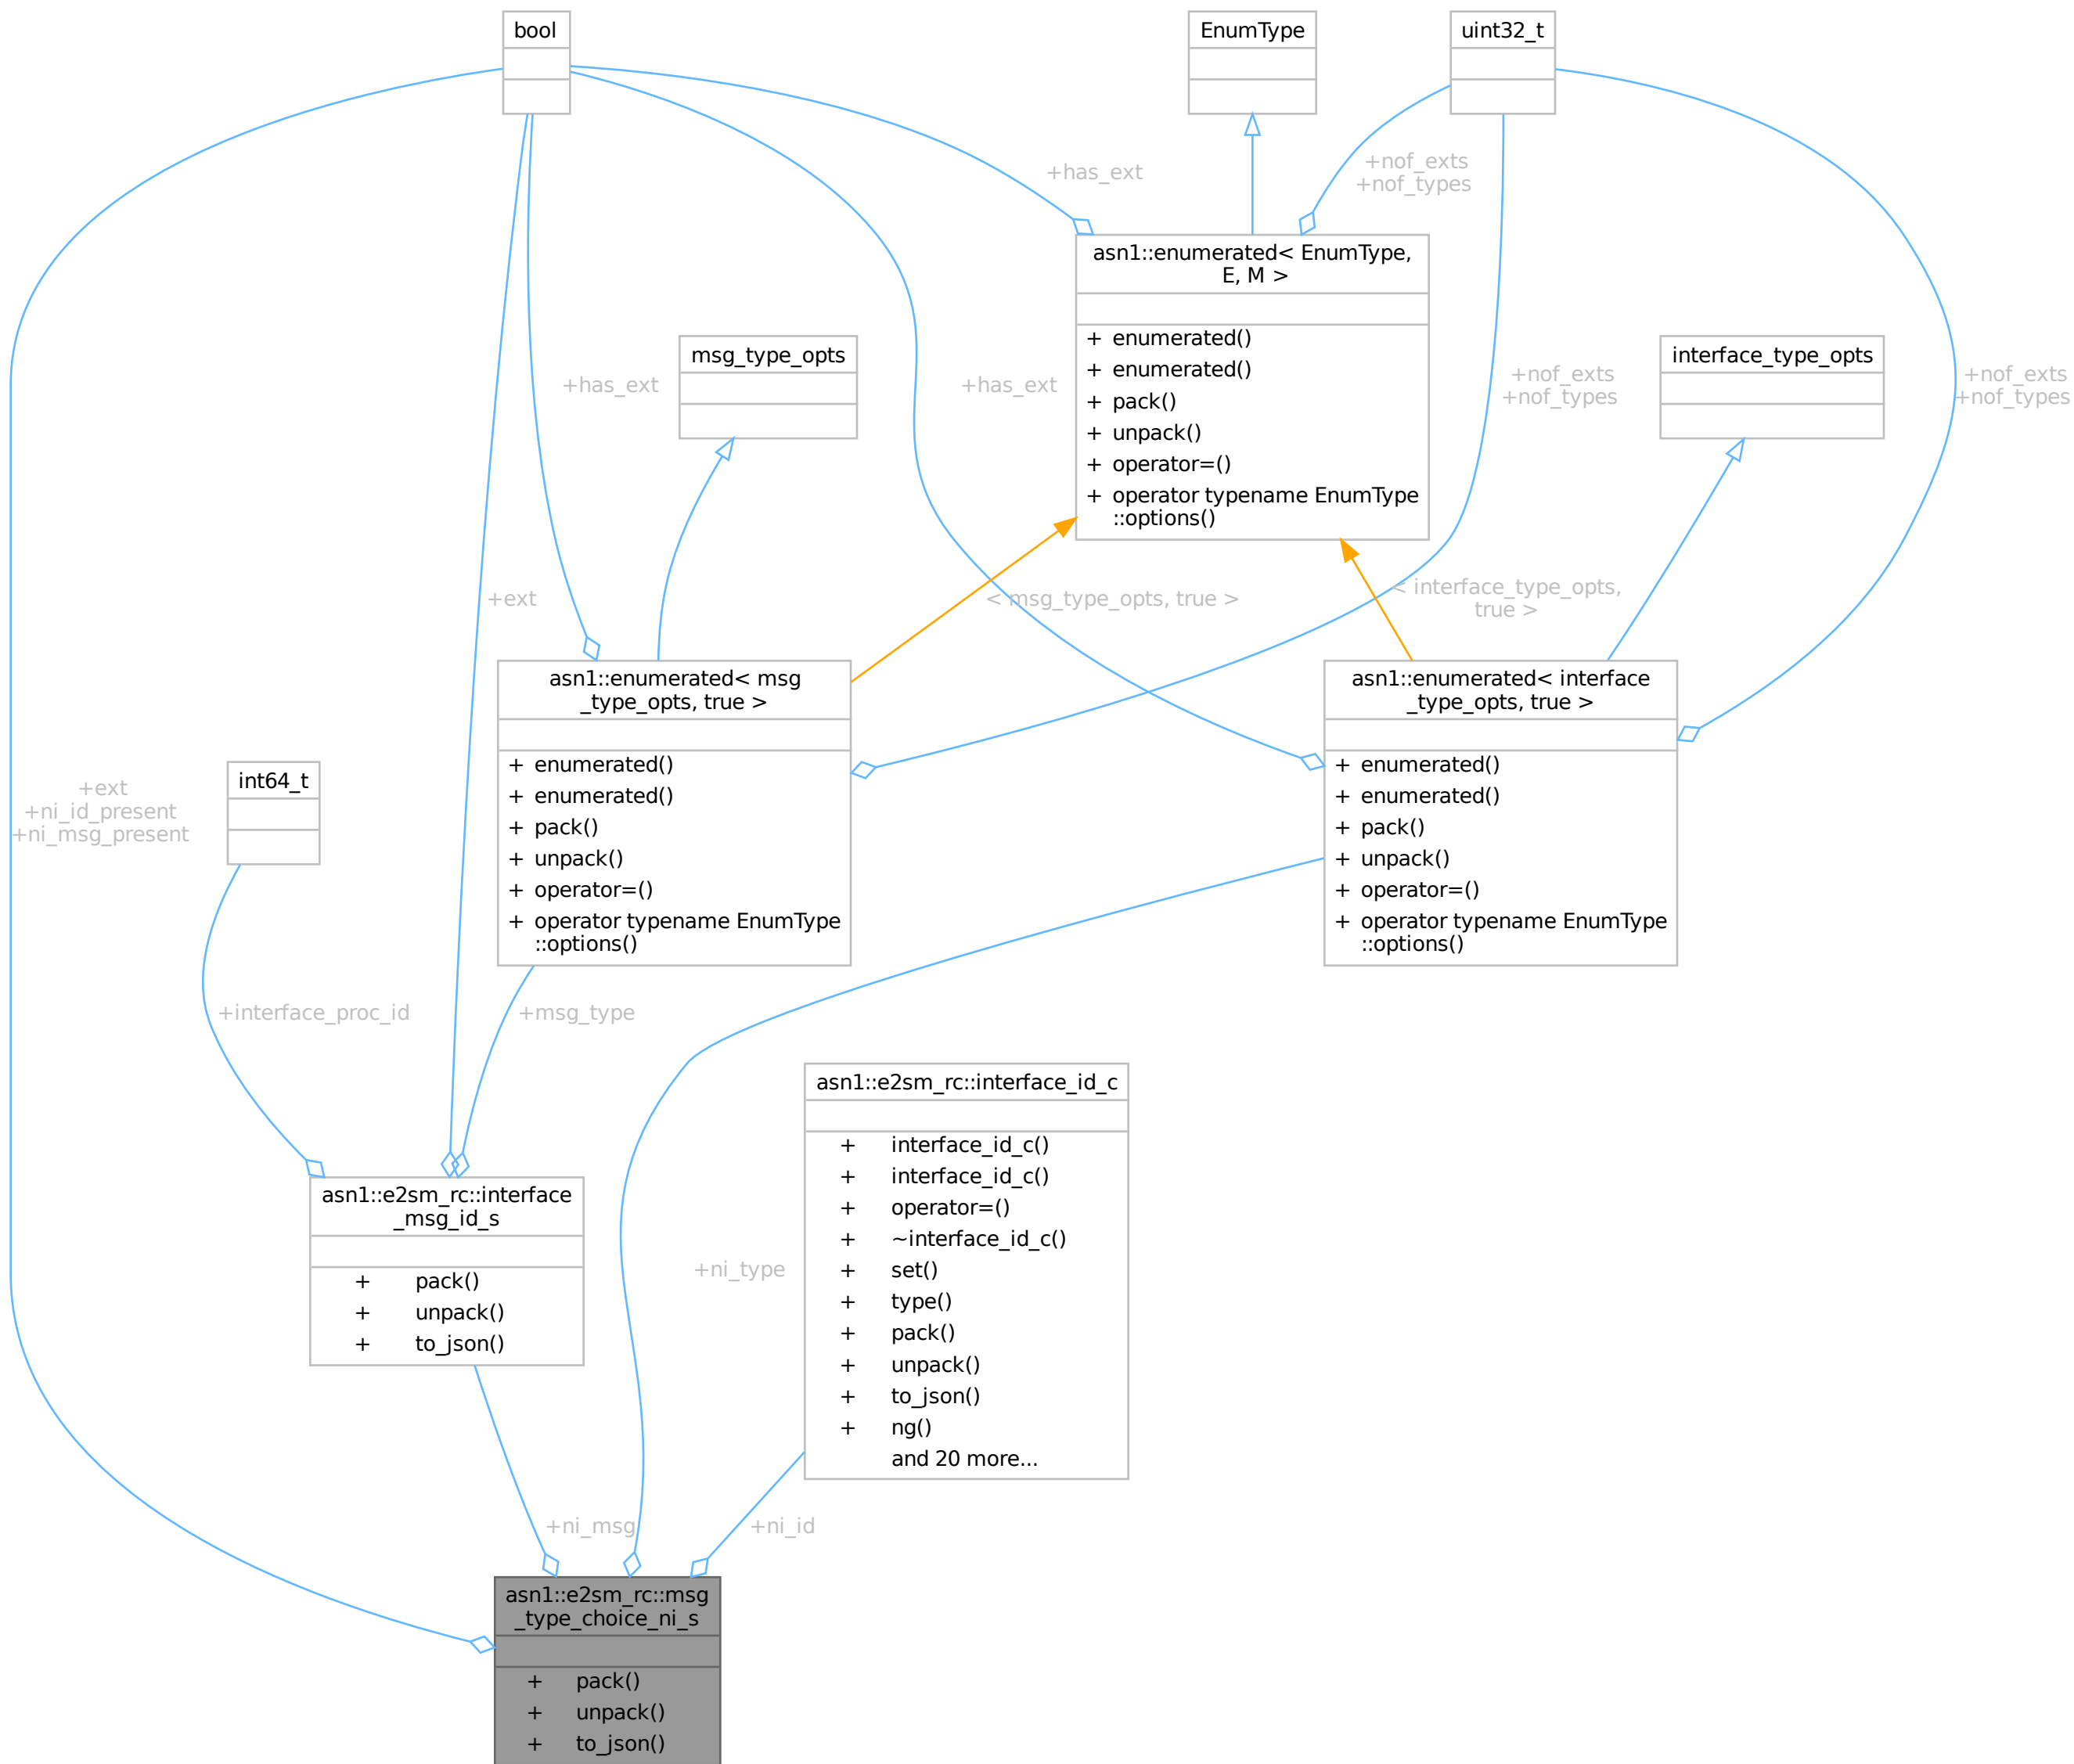 bool
EnumType
uint32_t
+has_ext
+nof_exts
+nof_types
asn1::enumerated< EnumType,
E, M >
+ enumerated()
+ enumerated()
+ pack()
+ unpack()
+ operator=()
+ operator typename EnumType
::options()
msg_type_opts
interface_type_opts
+has_ext
+has_ext
+nof_exts
+nof_types
+nof_exts
+nof_types
+ext
< msg_type_opts, true >
< interface_type_opts,
true >
asn1::enumerated< msg
_type_opts, true >
+ enumerated()
+ enumerated()
+ pack()
+ unpack()
+ operator=()
+ operator typename EnumType
::options()
asn1::enumerated< interface
_type_opts, true >
+ enumerated()
+ enumerated()
+ pack()
+ unpack()
+ operator=()
+ operator typename EnumType
::options()
+ext
+ni_id_present
+ni_msg_present
int64_t
+interface_proc_id
+msg_type
asn1::e2sm_rc::interface_id_c
+ interface_id_c()
+ interface_id_c()
+ operator=()
+ ~interface_id_c()
+ set()
+ type()
+ pack()
+ unpack()
+ to_json()
+ ng()
and 20 more...
asn1::e2sm_rc::interface
_msg_id_s
+ pack()
+ unpack()
+ to_json()
+ni_type
+ni_msg
+ni_id
asn1::e2sm_rc::msg
_type_choice_ni_s
+ pack()
+ unpack()
+ to_json()